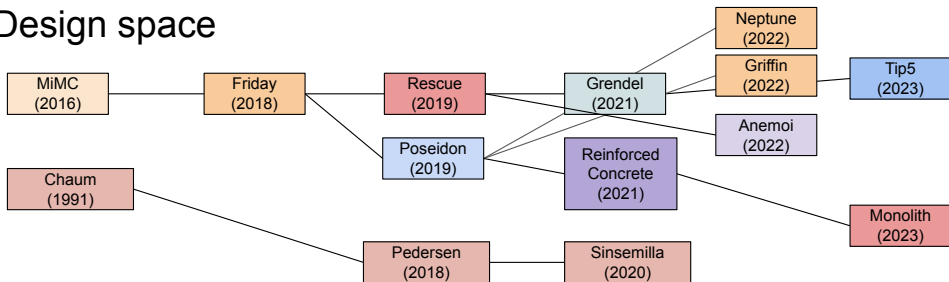 Design space
Neptune
(2022)
MiMC
(2016)
Friday
(2018)
Rescue
(2019)
Grendel
(2021)
Griffin
(2022)
Tip5
(2023)
Poseidon
(2019)
Reinforced
Concrete
(2021)
Anemoi
(2022)
Chaum
(1991)
Monolith
(2023)
Pedersen
(2018)
Sinsemilla
(2020)